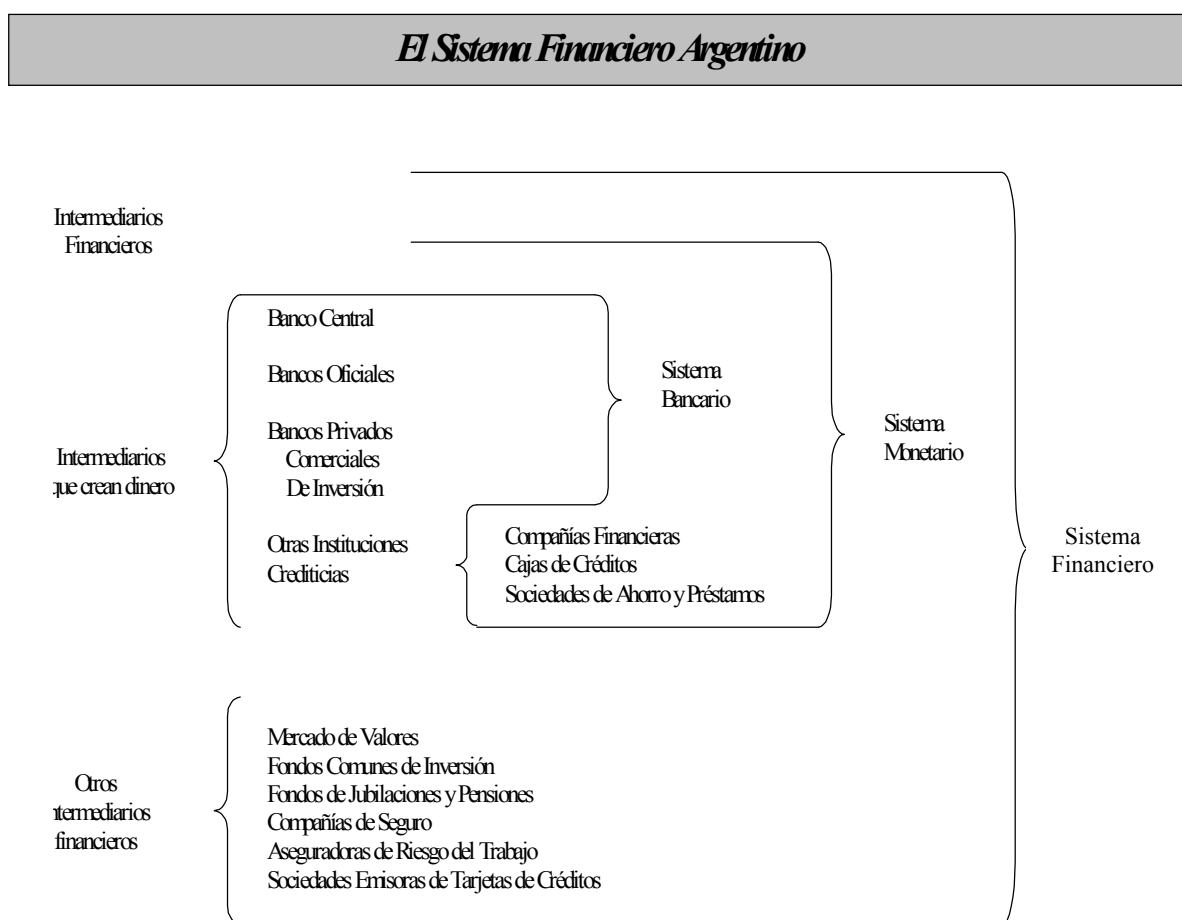 El Sistema Financiero Argentino
Intermediarios
Financieros
Banco Central
Bancos Oficiales
Bancos Privados
Comerciales
De Inversión
Otras Instituciones
Crediticias
Intermediarios
que crean dinero
Compañías Financieras
Cajas de Créditos
Sociedades de Ahorro y Préstamos
Sistema
Bancario
Sistema
Monetario
Sistema
Financiero
Otros
ntermediarios
financieros
Mercado de Valores
Fondos Comunes de Inversión
Fondos de Jubilaciones y Pensiones
Compañías de Seguro
Aseguradoras de Riesgo del Trabajo
Sociedades Emisoras de Tarjetas de Créditos